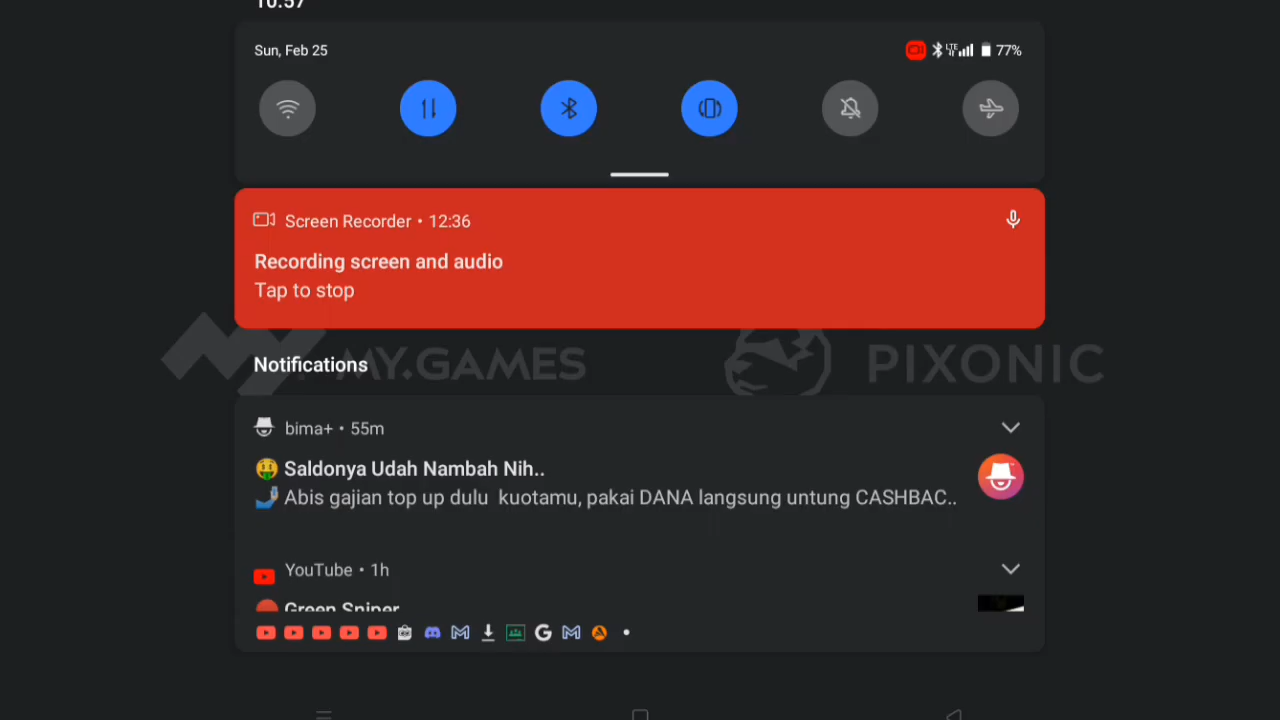 10:57
Sun, Feb 25
77%
Screen Recorder • 12:36
Recording screen and audio
Tap to stop
MY.GAMES
PIXONIC
Notifications
bima+ • 55m
🤑 Saldonya Udah Nambah Nih..
🤳 Abis gajian top up dulu kuotamu, pakai DANA langsung untung CASHBAC..
YouTube • 1h
Green Sniper